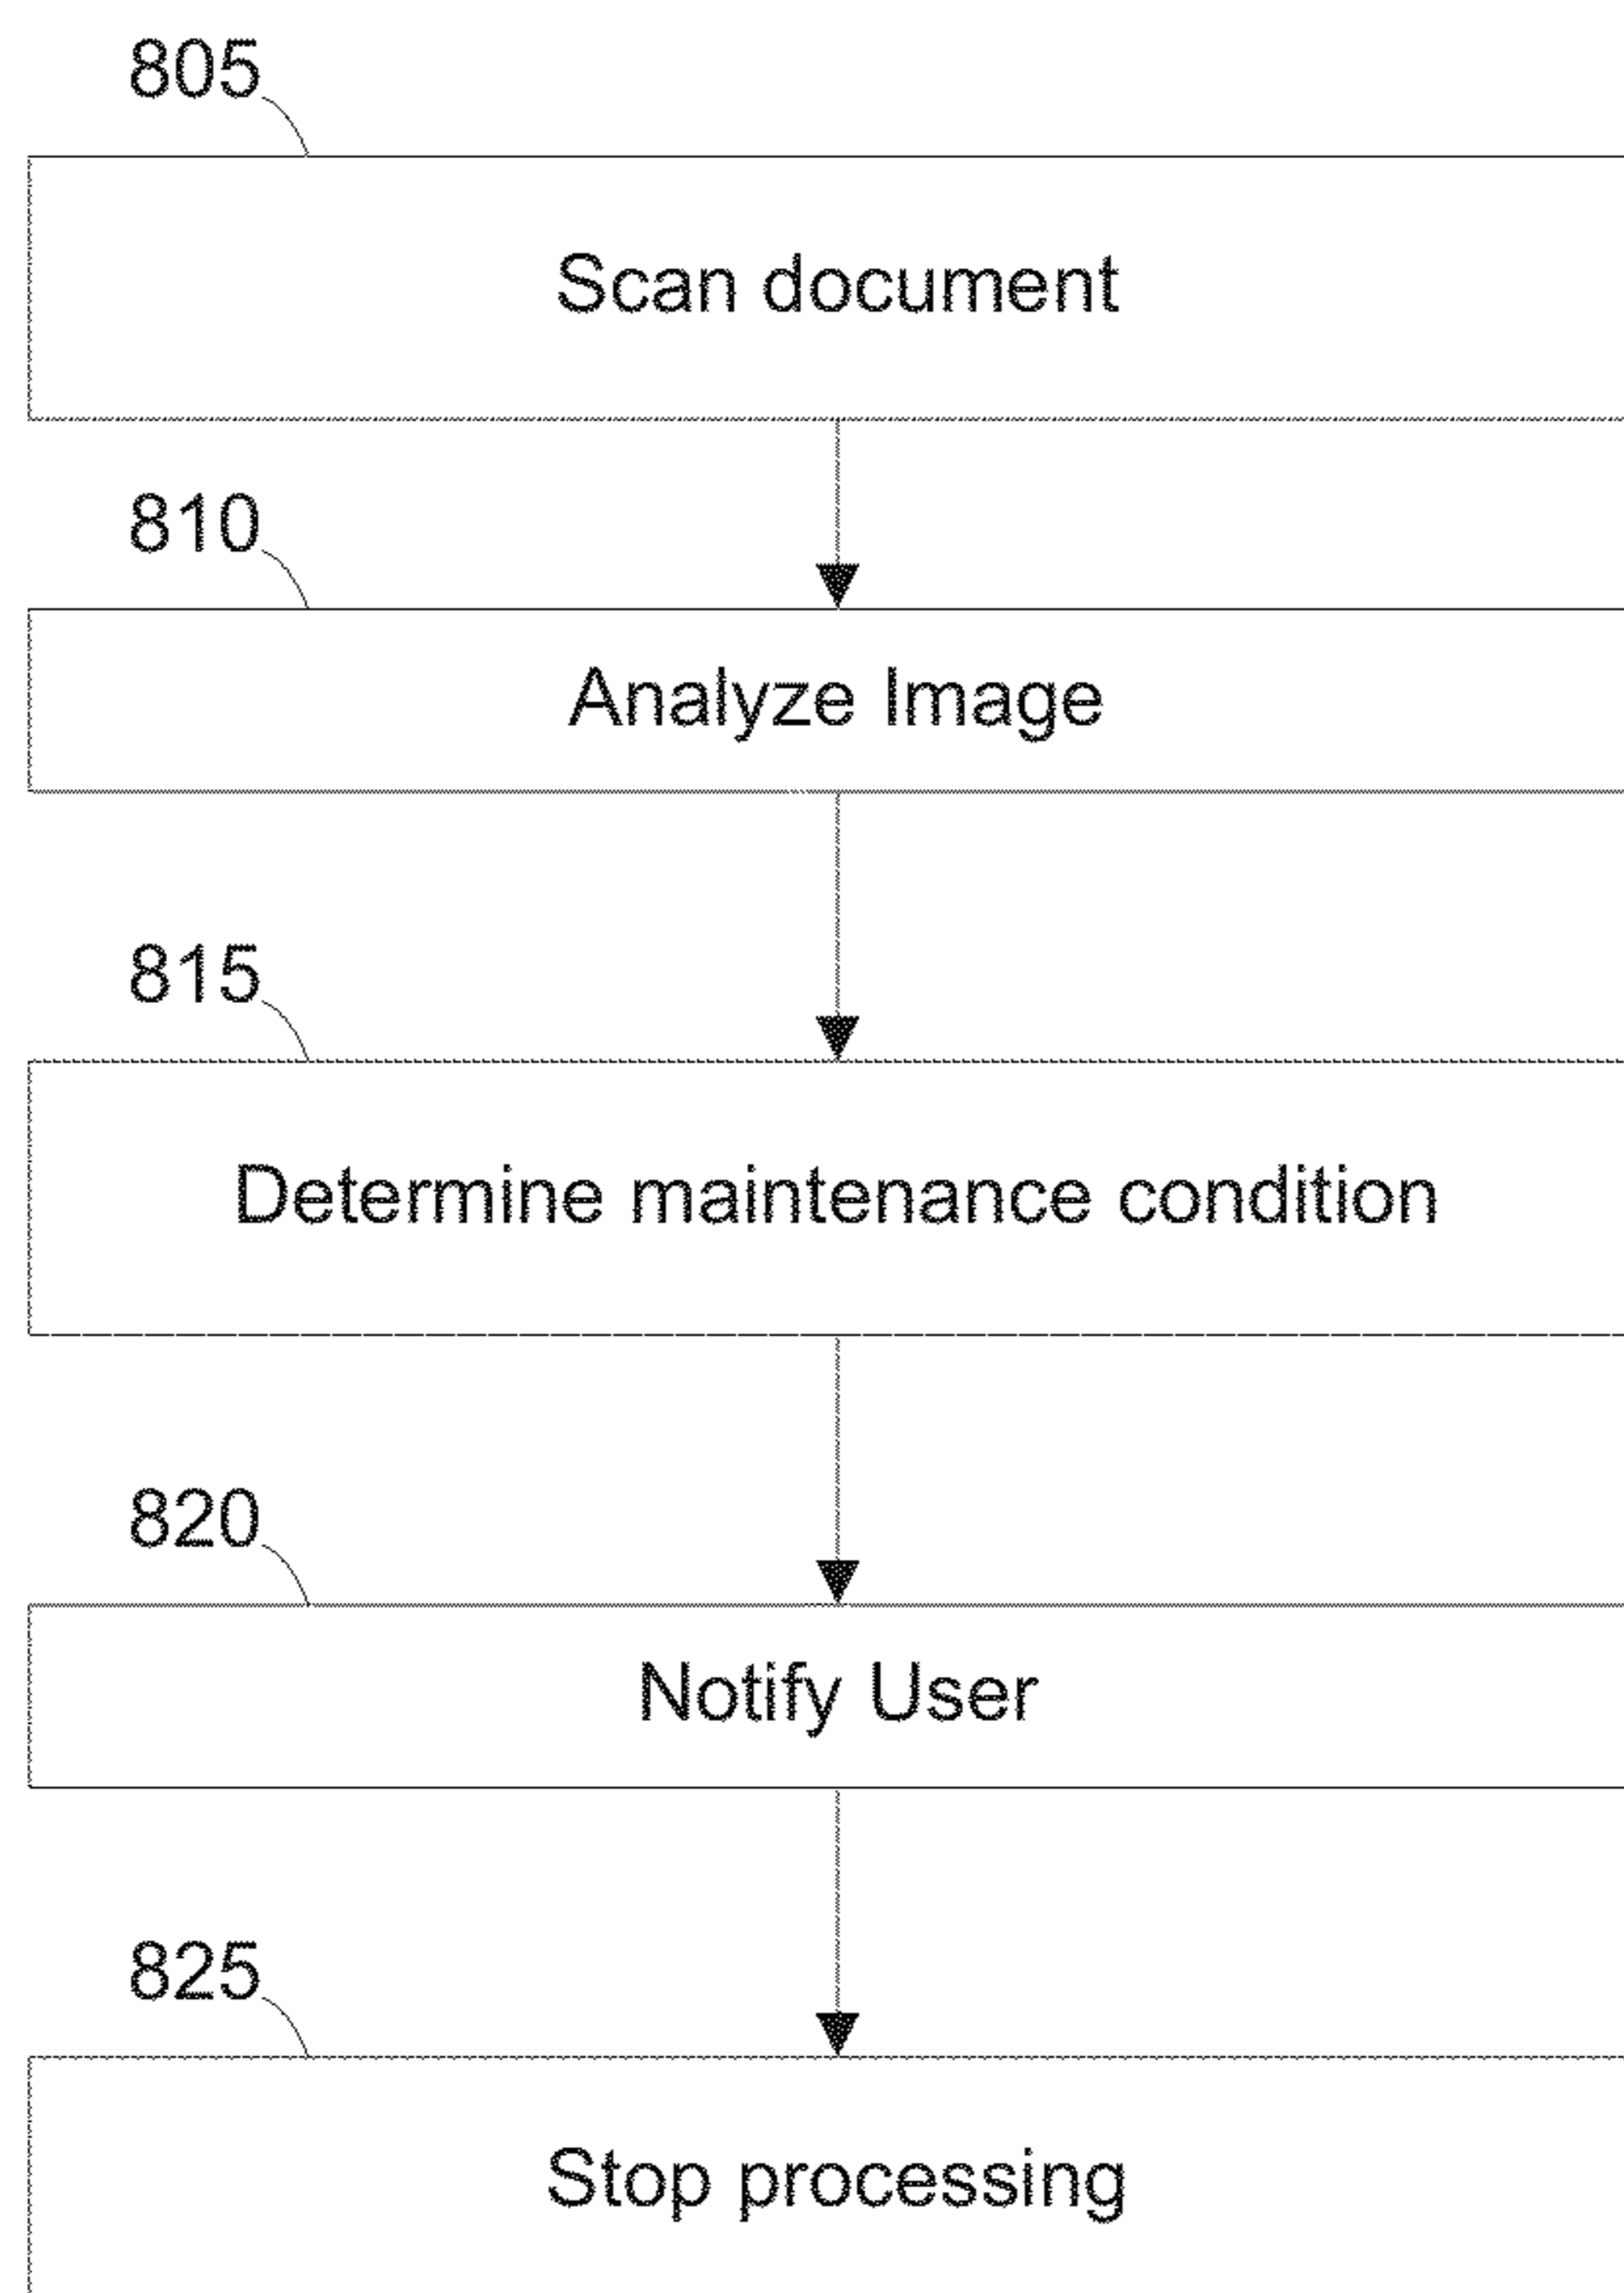 805
Scan document
810
Analyze Image
815
Determine maintenance condition
820
Notify User
825
Stop processing